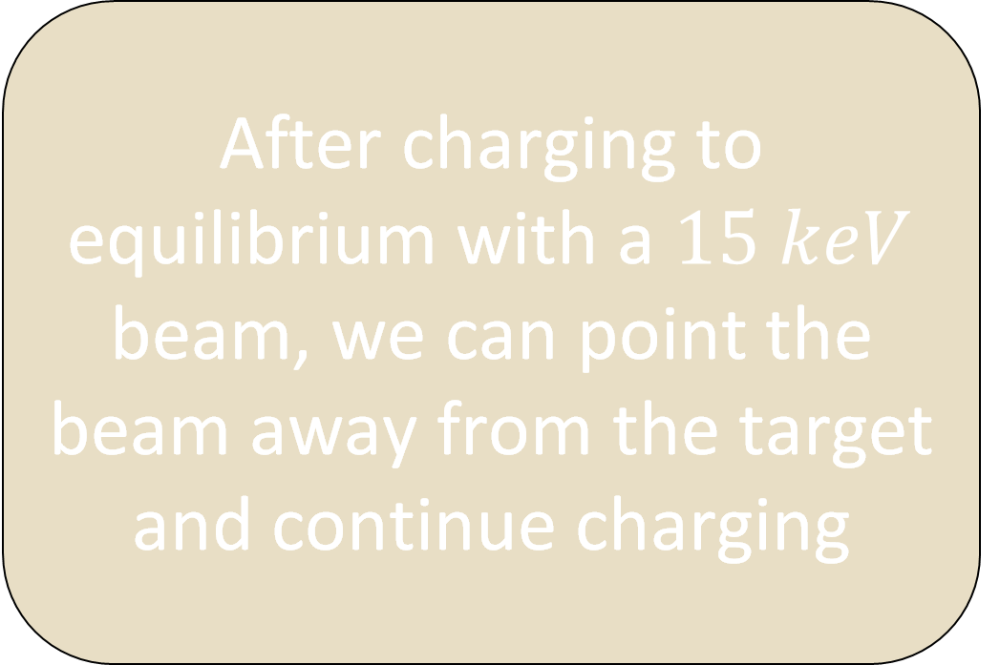 After charging to
equilibrium with a 15 keV
beam, we can point the
beam away from the target
and continue charging